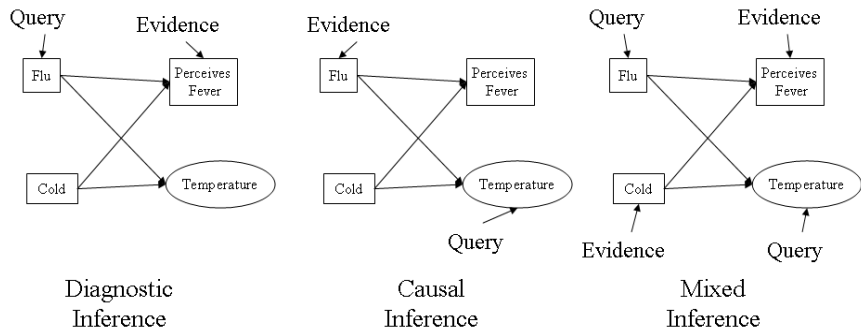 Query
Evidence
Flu
Perceives
Fever
Cold
Temperature
Diagnostic
Inference
Evidence
Flu
Perceives
Fever
Cold
Temperature
Query
Causal
Inference
Query
Evidence
Flu
Perceives
Fever
Cold
Temperature
Evidence
Query
Mixed
Inference